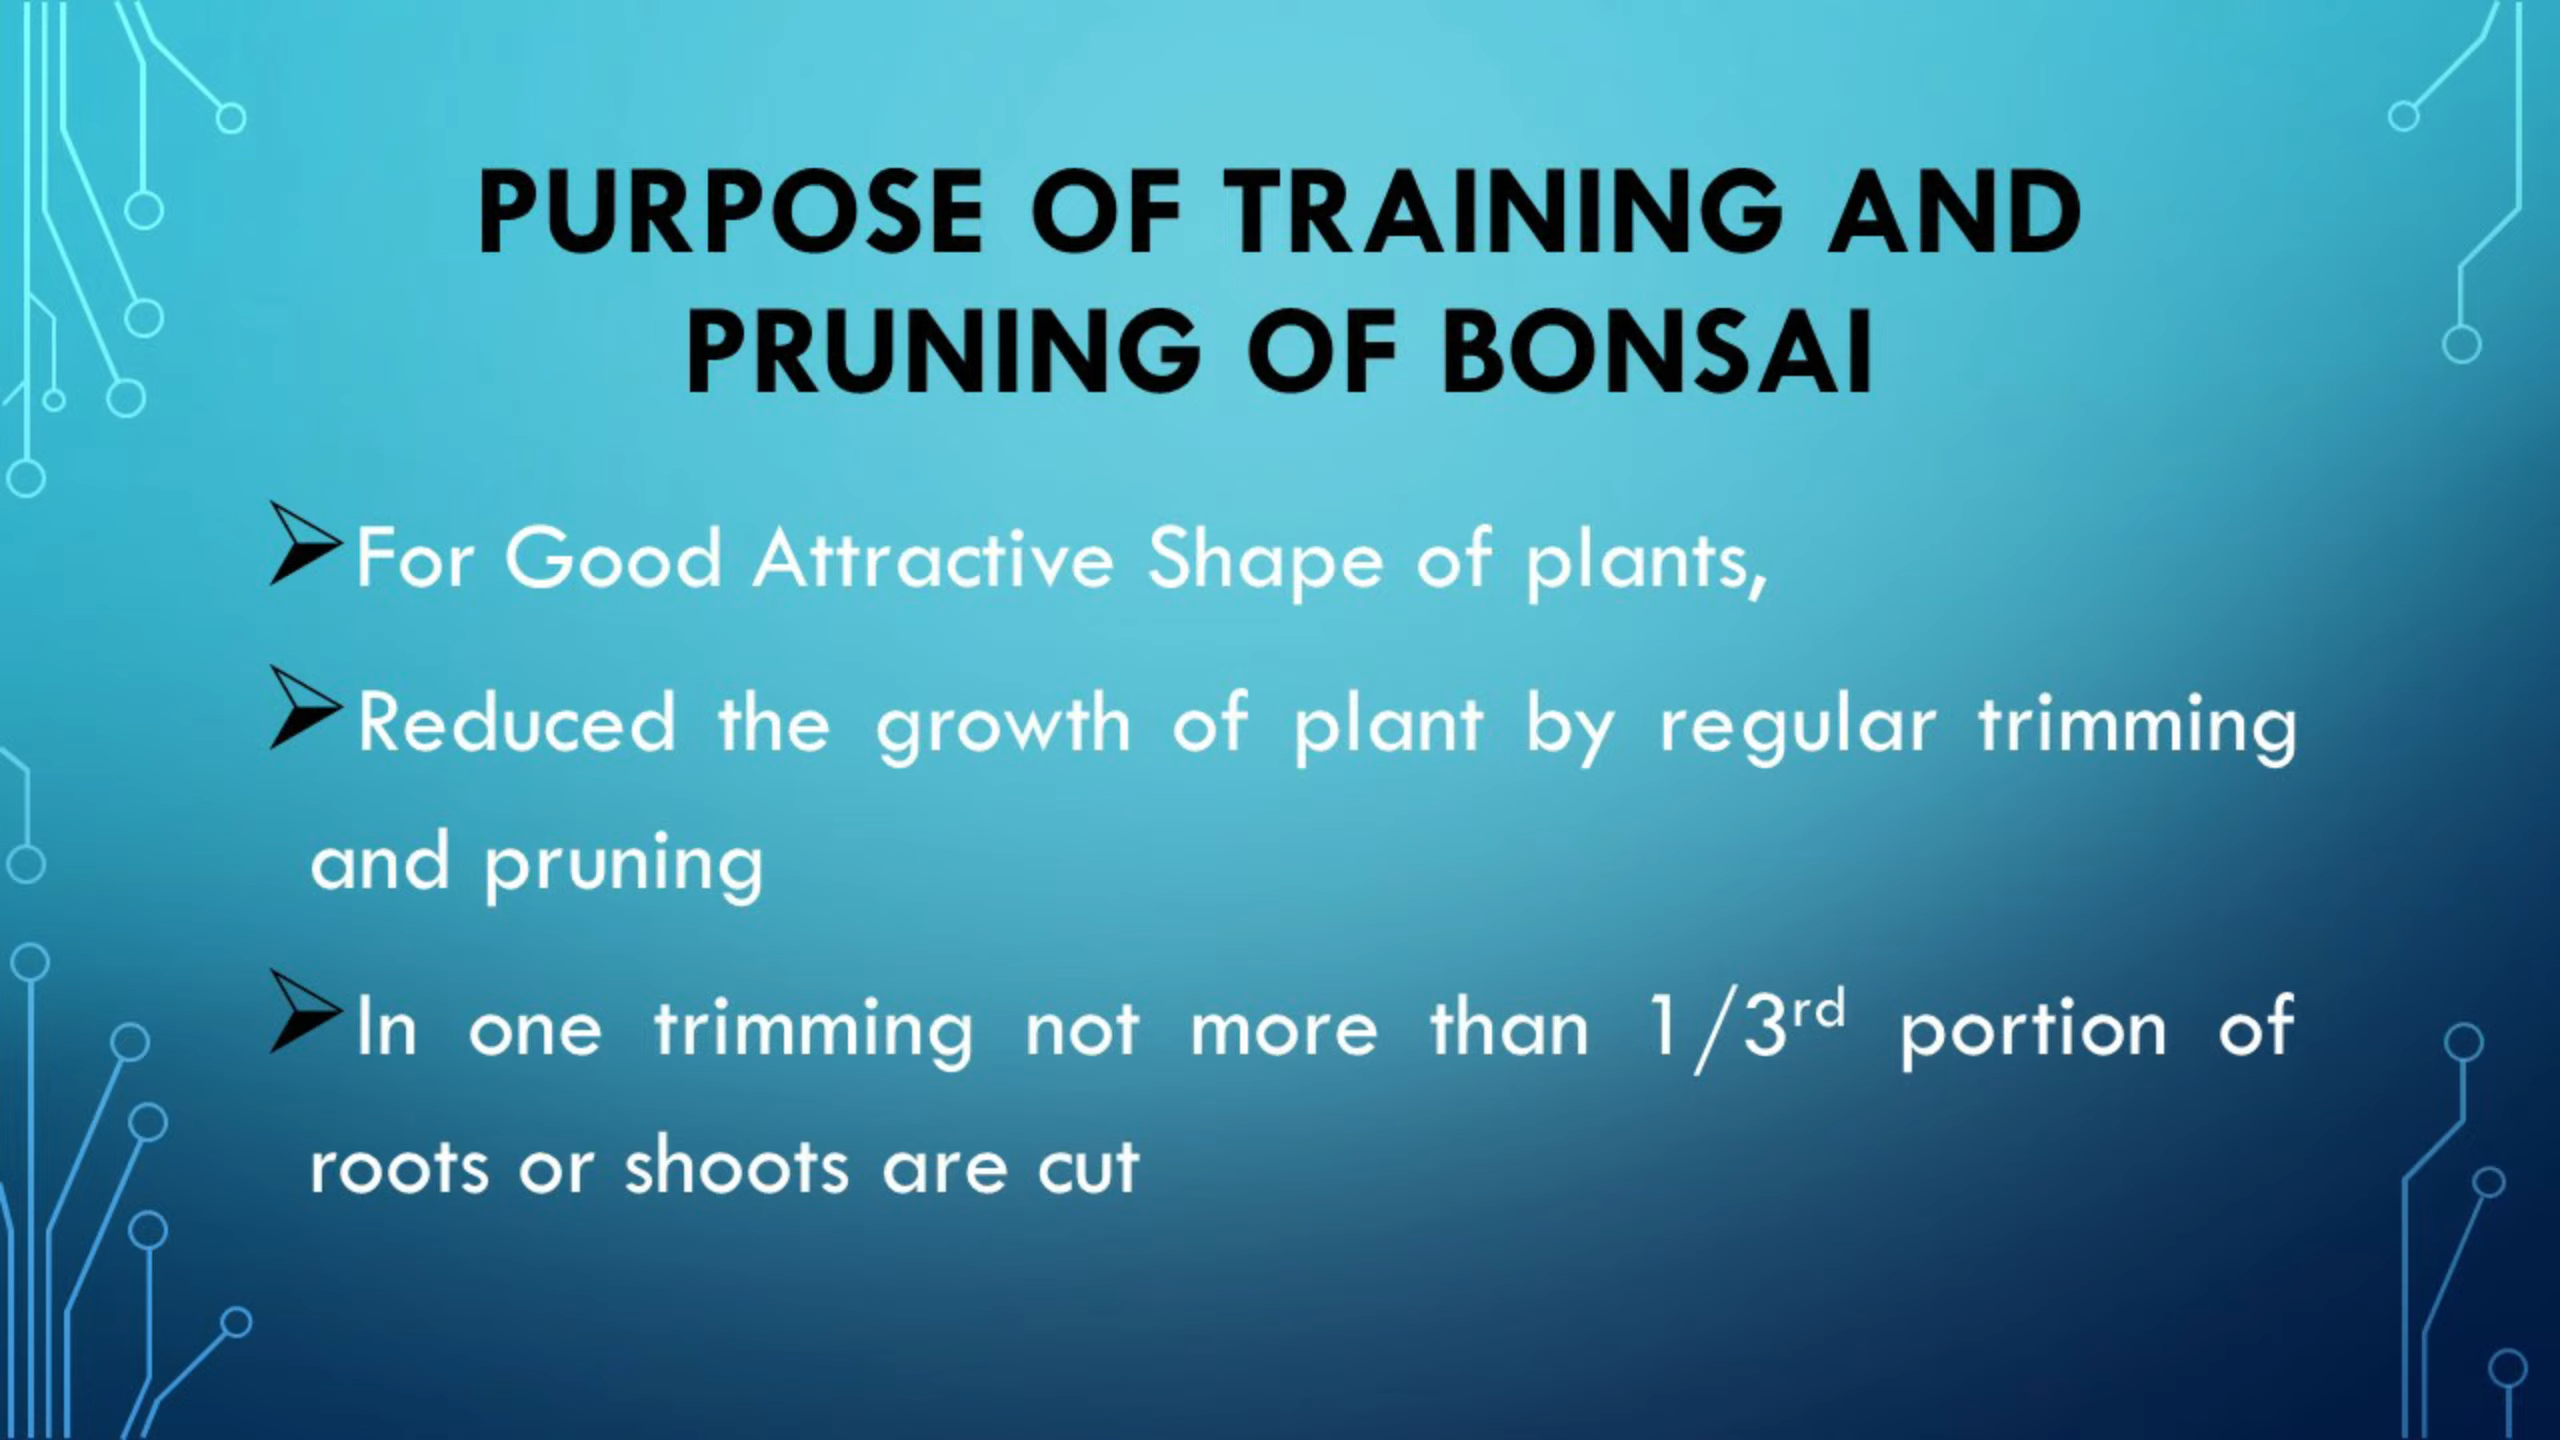 PURPOSE OF TRAINING AND
PRUNING OF BONSAI
➢For Good Attractive Shape of plants,
➢Reduced the growth of plant by regular trimming
and pruning
➢In one trimming not more than 1/3rd portion of
roots or shoots are cut